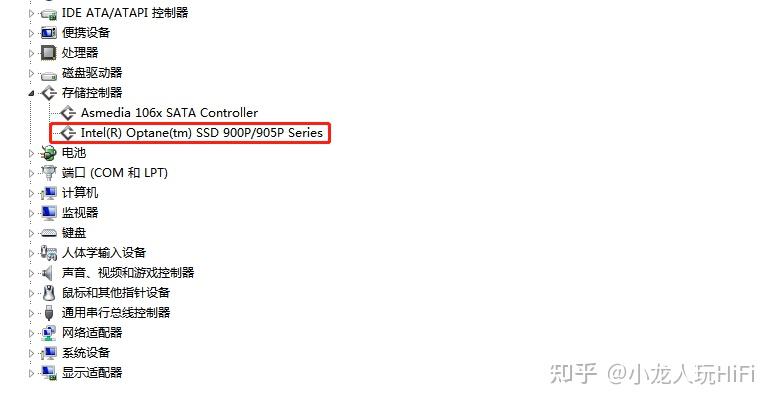 IDE ATA/ATAPI 控制器
便携设备
处理器
磁盘驱动器
存储控制器
Asmedia 106x SATA Controller
Intel(R) Optane(tm) SSD 900P/905P Series
电池
端口 (COM 和 LPT)
计算机
监视器
键盘
人体学输入设备
声音、视频和游戏控制器
鼠标和其他指针设备
通用串行总线控制器
网络适配器
系统设备
显示适配器
知乎 @小龙人玩HiFi